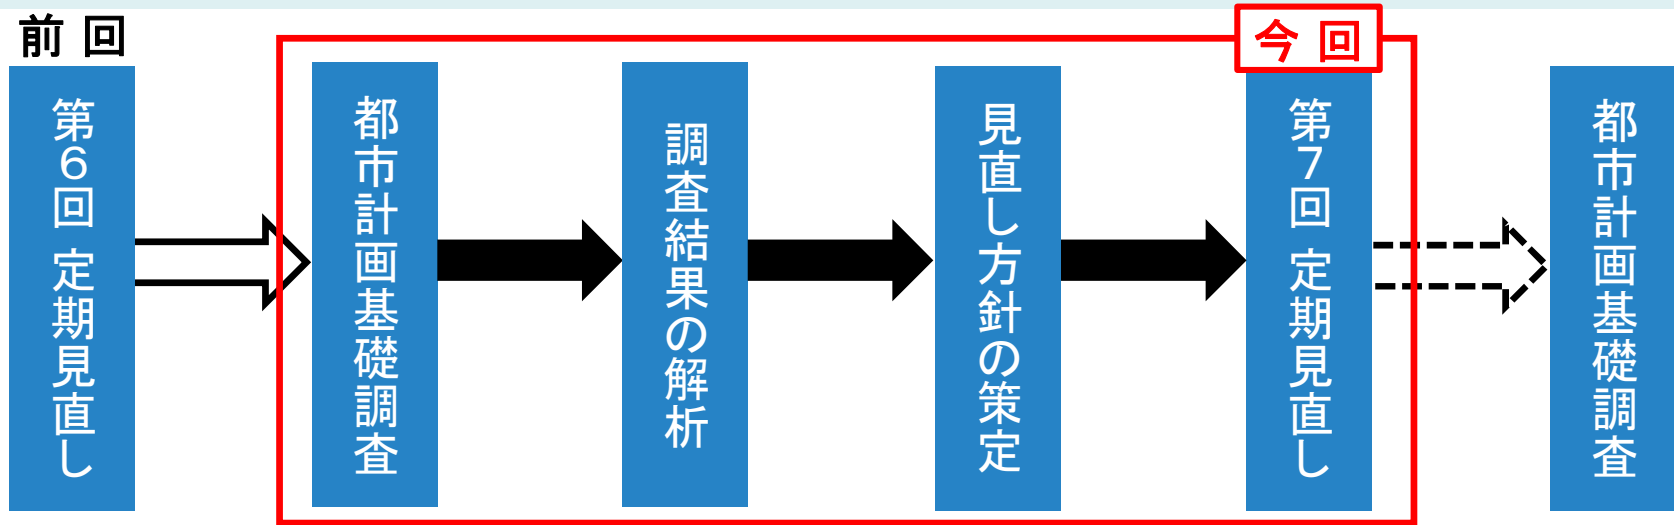 前回
今回
第６回 定期見直し
都市計画基礎調査
調査結果の解析
見直し方針の策定
第７回 定期見直し
都市計画基礎調査